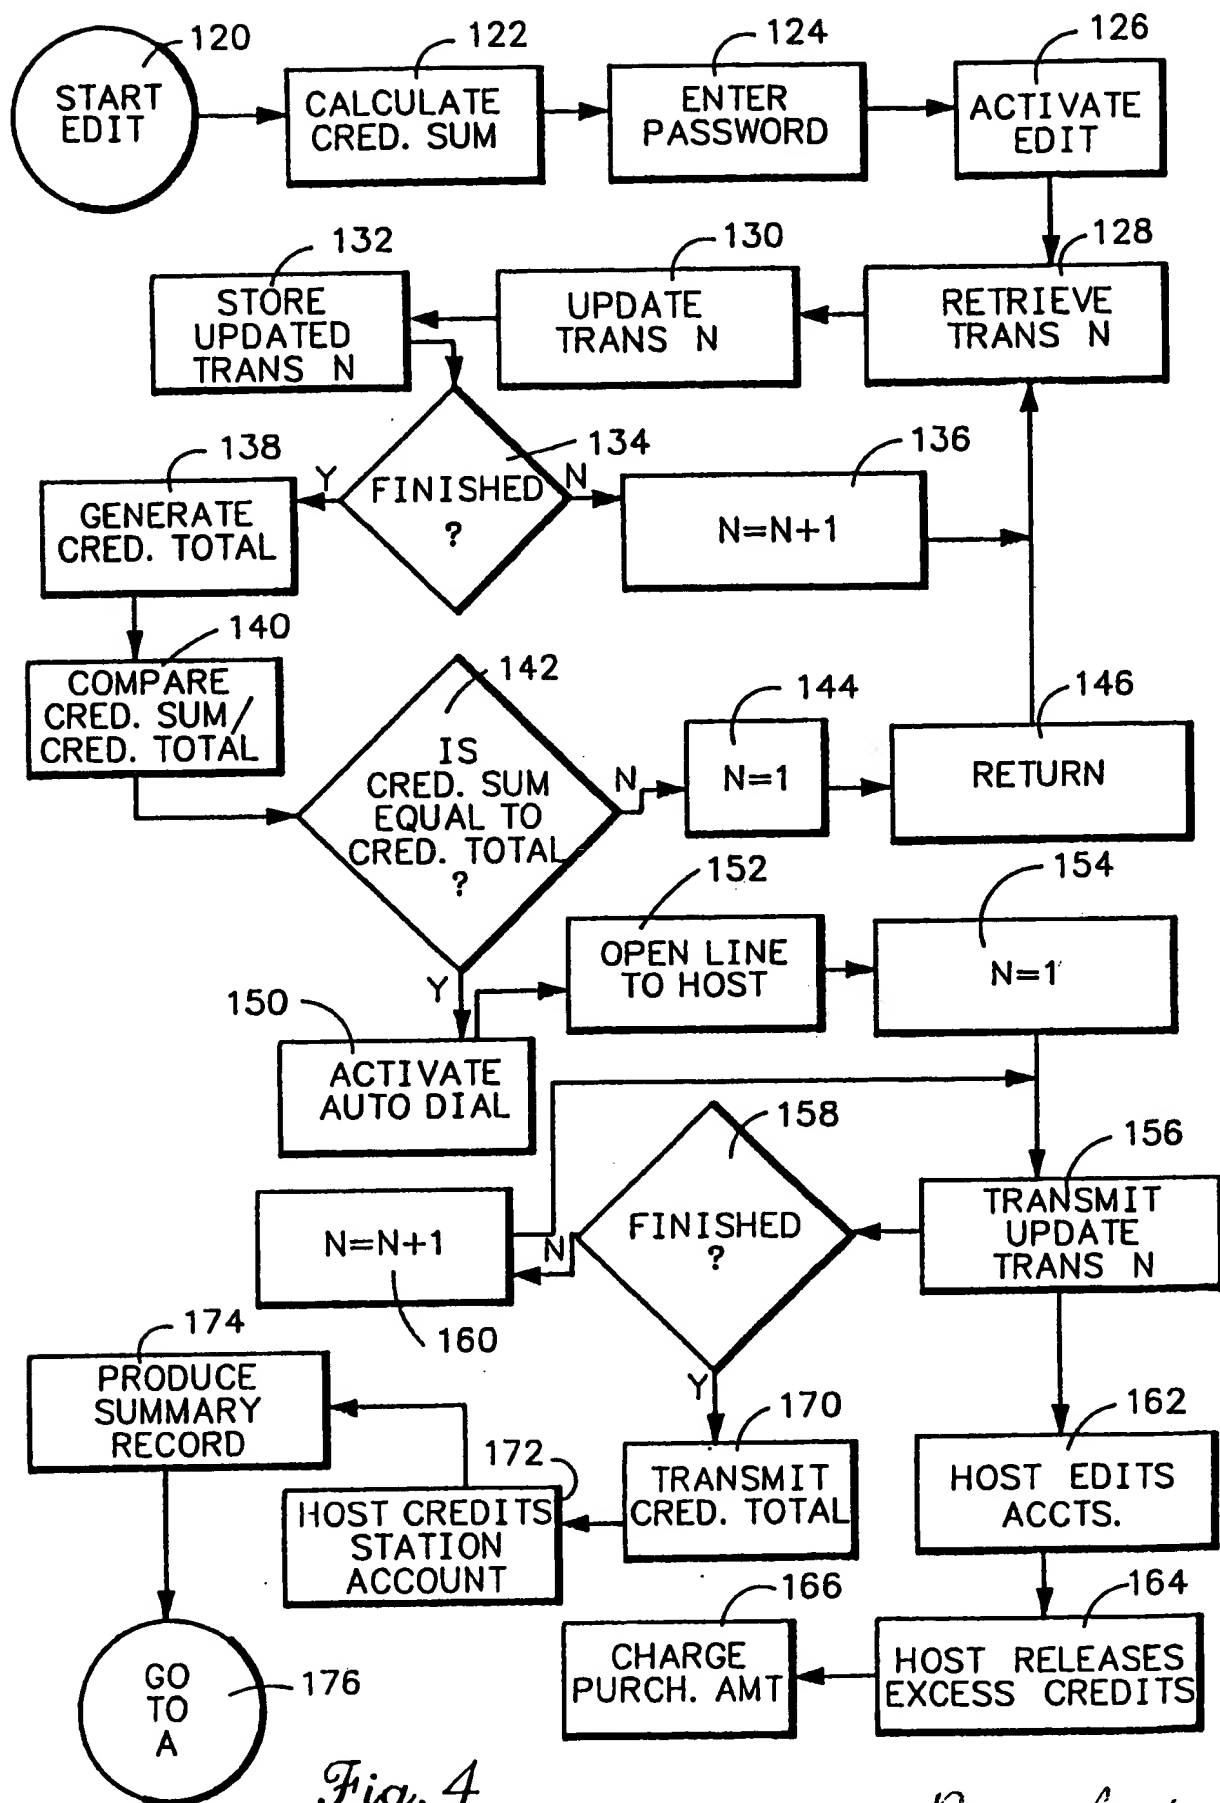 120
START
EDIT
122
CALCULATE
CRED. SUM
124
ENTER
PASSWORD
126
ACTIVATE
EDIT
132
STORE
UPDATED
TRANS N
130
UPDATE
TRANS N
128
RETRIEVE
TRANS N
138
GENERATE
CRED. TOTAL
Y
134
FINISHED
?
N
136
N=N+1
140
COMPARE
CRED. SUM/
CRED. TOTAL
142
IS
CRED. SUM
EQUAL TO
CRED. TOTAL
?
N
144
N=1
146
RETURN
Y
150
ACTIVATE
AUTO DIAL
152
OPEN LINE
TO HOST
154
N=1
158
FINISHED
?
156
TRANSMIT
UPDATE
TRANS N
N=N+1
N
160
Y
174
PRODUCE
SUMMARY
RECORD
172
HOST CREDITS
STATION
ACCOUNT
170
TRANSMIT
CRED. TOTAL
162
HOST EDITS
ACCTS.
166
CHARGE
PURCH. AMT
164
HOST RELEASES
EXCESS CREDITS
GO
TO
A
176
Fig. 4